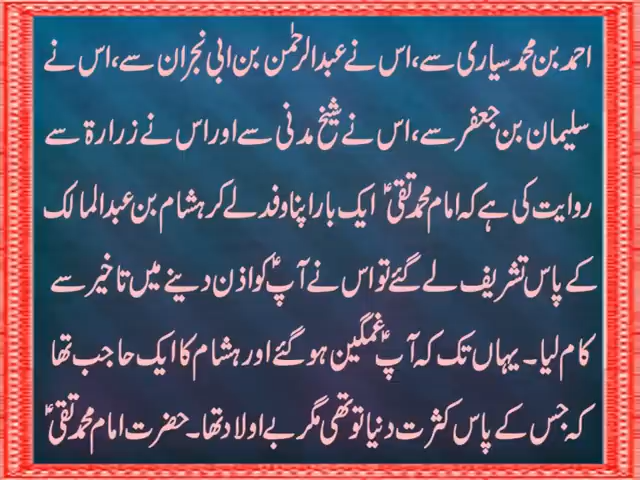 احمد بن محمد سیاری سے، اس نے عبدالرحٰمن بن ابی نجران سے، اس نے
سلیمان بن جعفر سے، اس نے شیخ مدنی سے اور اس نے زرارۃ سے
روایت کی ہے کہ امام محمد تقیؑ ایک بار اپنا وفد لے کر ہشام بن عبدالمالک
کے پاس تشریف لے گئے تو اس نے آپؑ کو اذن دینے میں تاخیر سے
کام لیا۔ یہاں تک کہ آپؑ غمگین ہو گئے اور ہشام کا ایک حاجب تھا
کہ جس کے پاس کثرت دنیا تو تھی مگر بے اولاد تھا۔ حضرت امام محمد تقیؑ